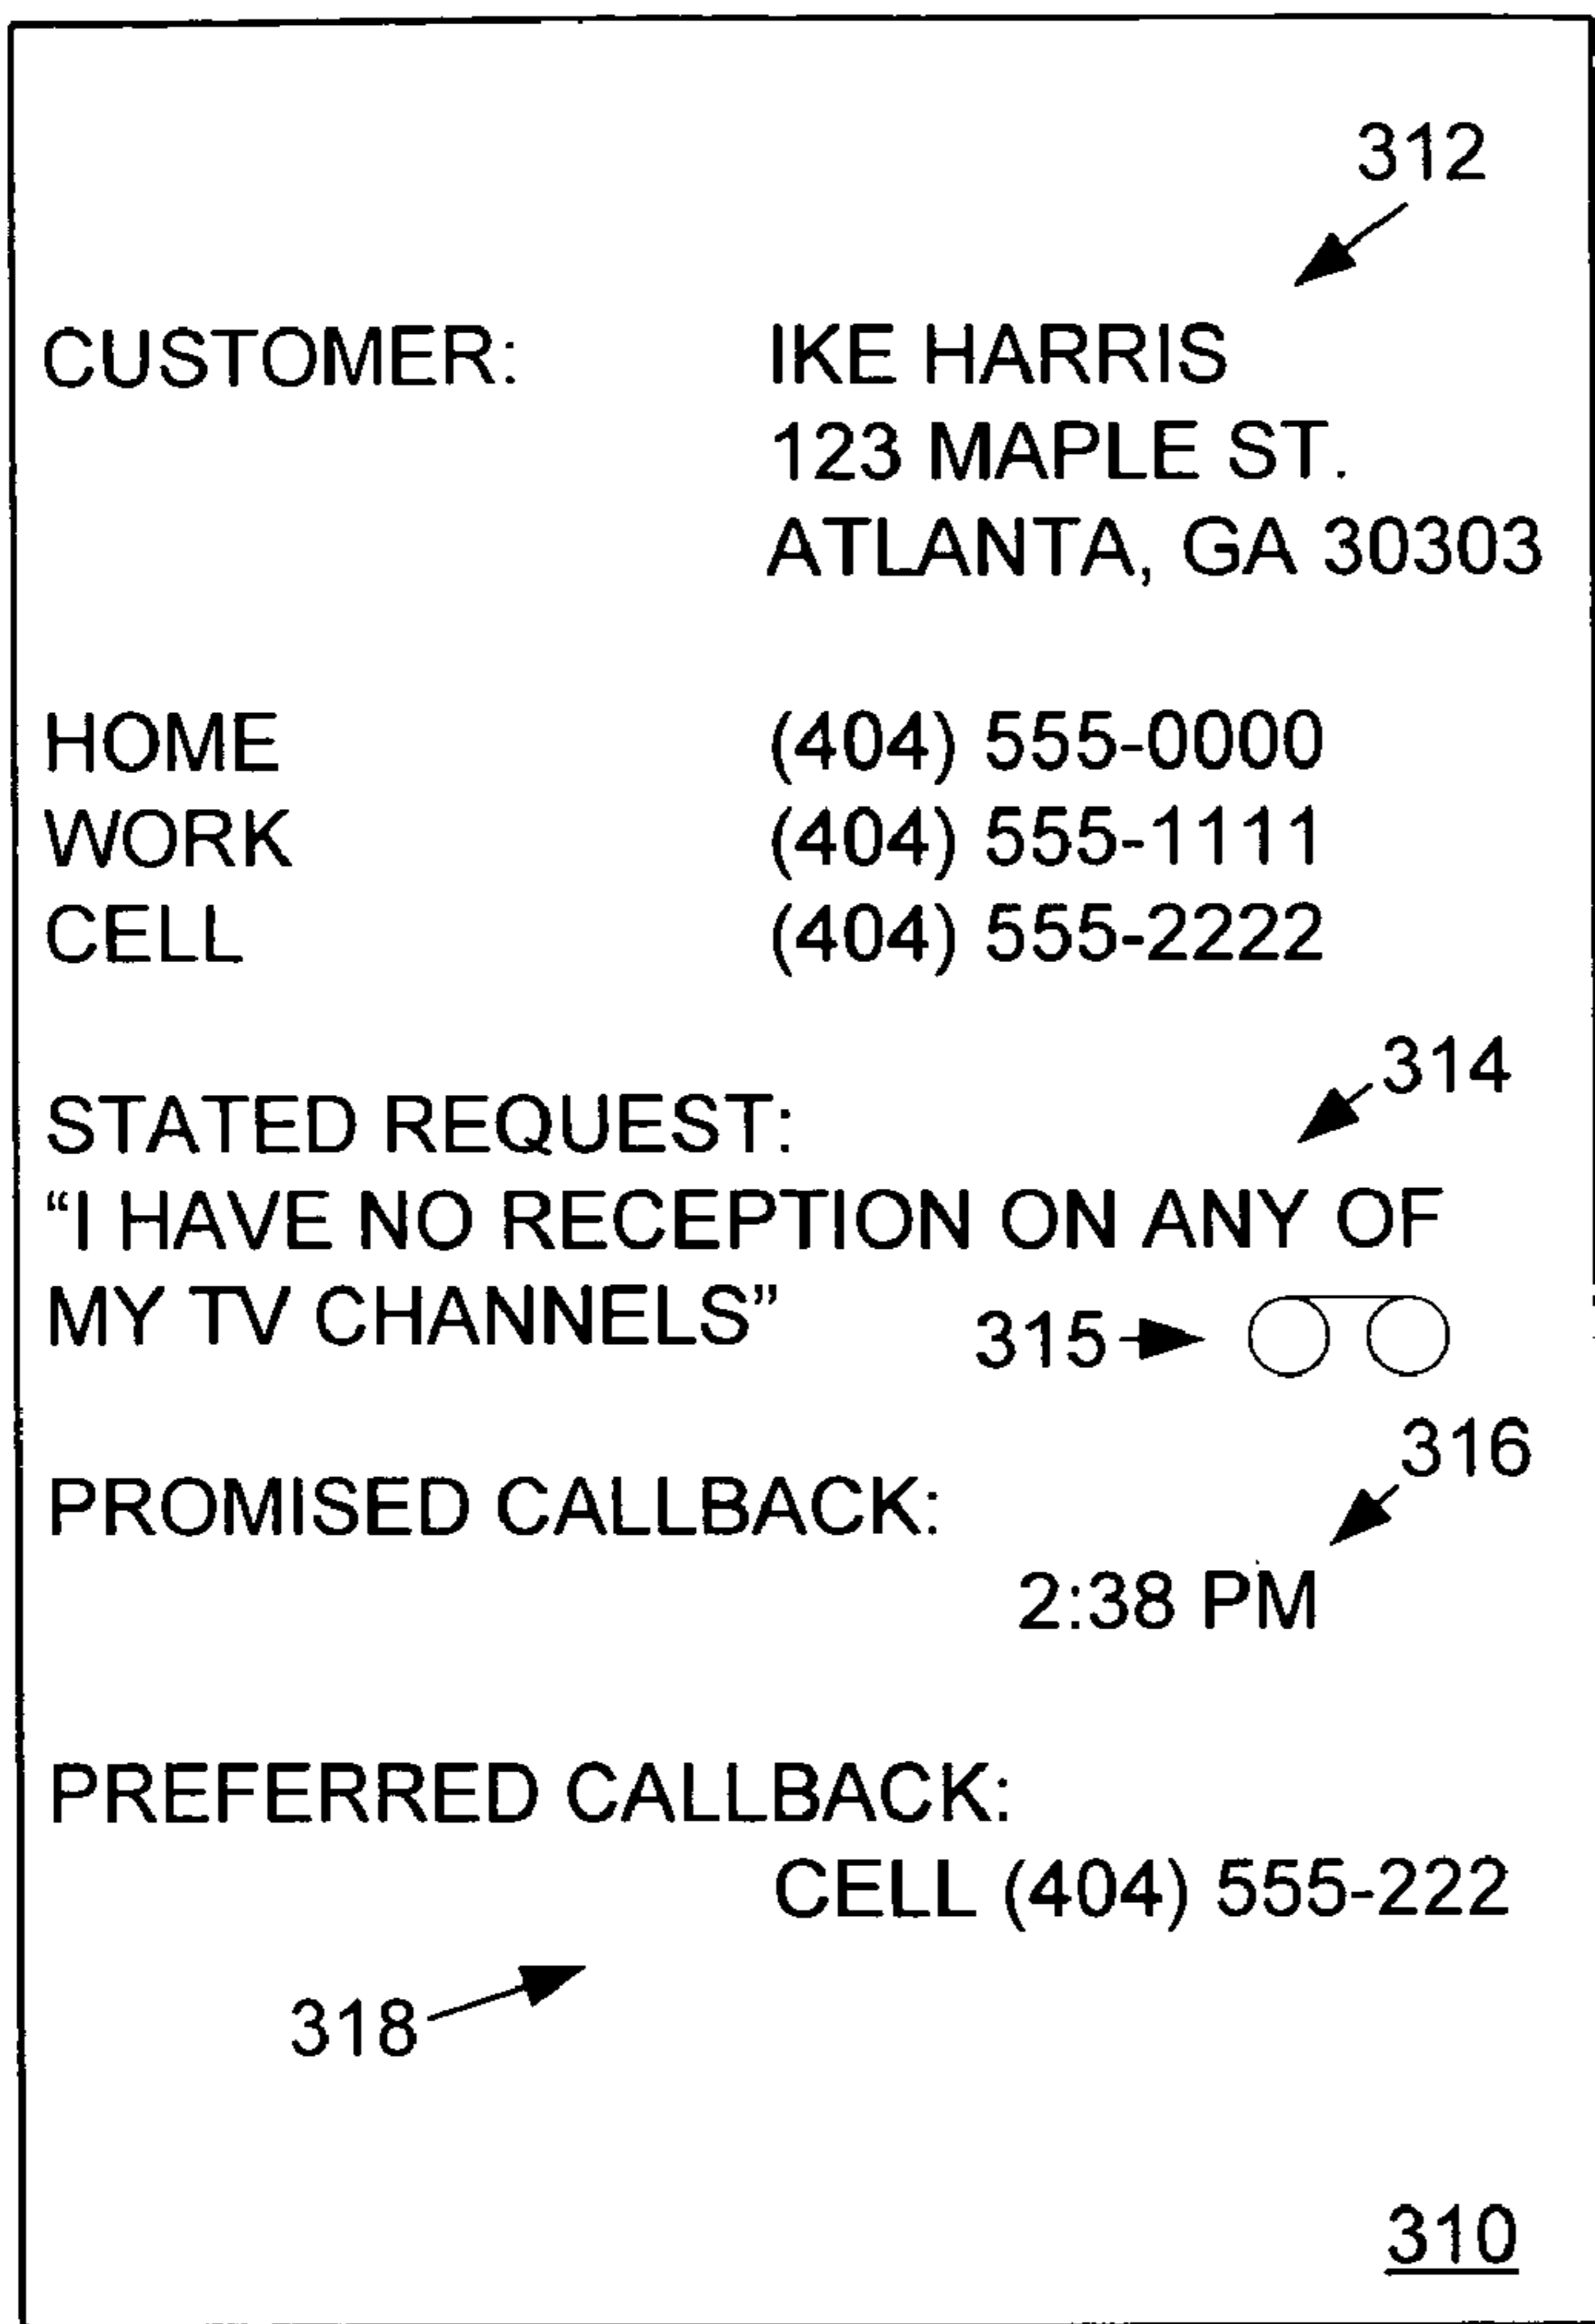 312
CUSTOMER: IKE HARRIS
123 MAPLE ST.
ATLANTA, GA 30303
HOME (404) 555-0000
WORK (404) 555-1111
CELL (404) 555-2222
314
STATED REQUEST:
“I HAVE NO RECEPTION ON ANY OF
MY TV CHANNELS”
315
316
PROMISED CALLBACK:
2:38 PM
PREFERRED CALLBACK:
CELL (404) 555-222
318
310